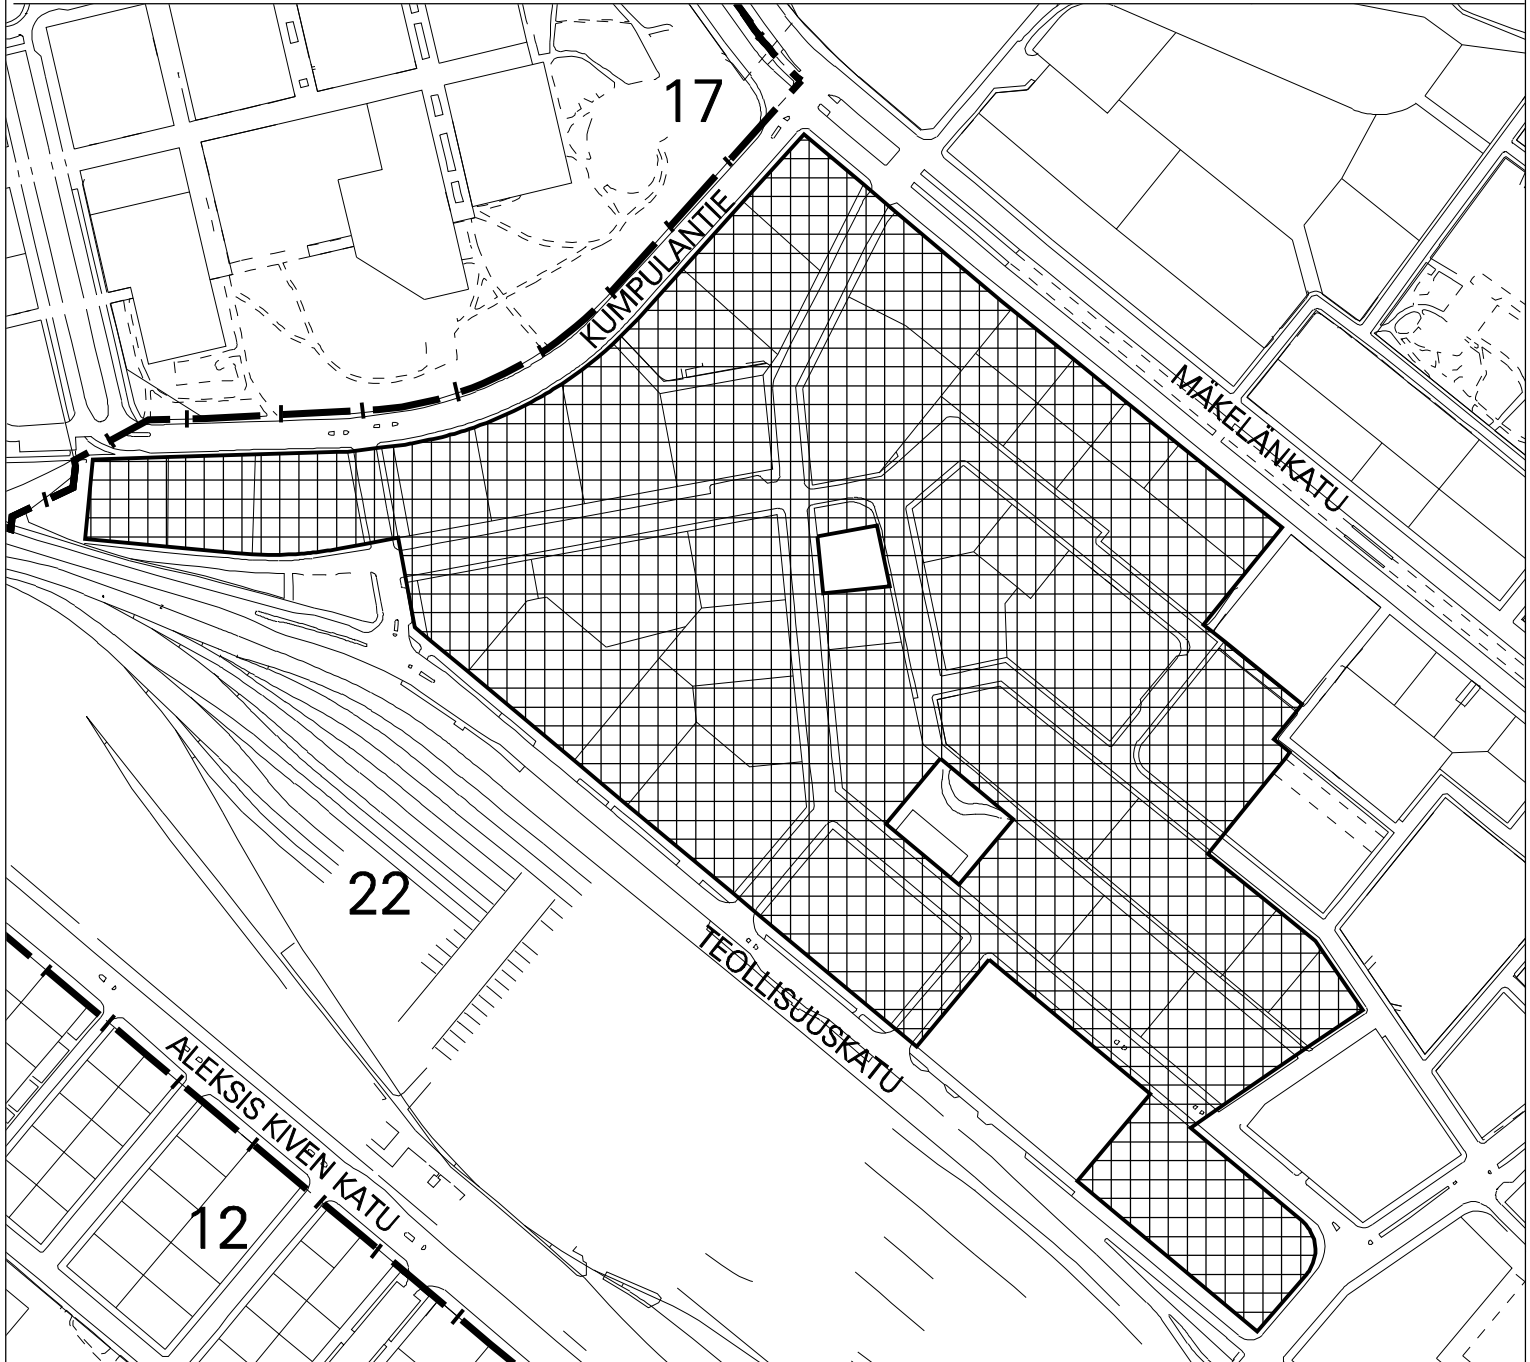 17
KUMPULANTIE
MÄKELÄNKATU
22
TEOLLISUUSKATU
ALEKSIS KIVEN KATU
12